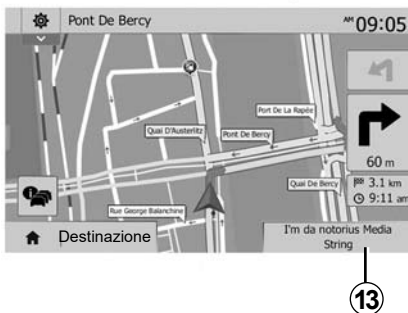 Pont De Bercy
AM 09:05
Port De La Rapée
Quai D'Austerlitz
Pont De Bercy
60 m
Quai De Bercy
3.1 km
9:11 am
Rue George Balanchine
Destinazione
I'm da notorius Media
String
13